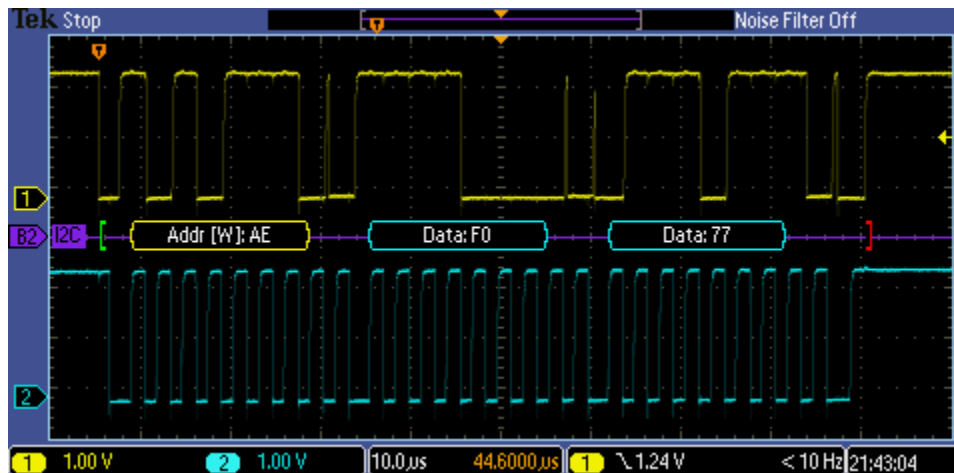 Tek Stop Noise Filter Off
T
T
1
B2 I2C [ Addr [W]: AE Data: F0 Data: 77 ]
2
1 1.00 V 2 1.00 V 10.0µs 44.6000µs 1 \ 1.24 V < 10 Hz 21:43:04